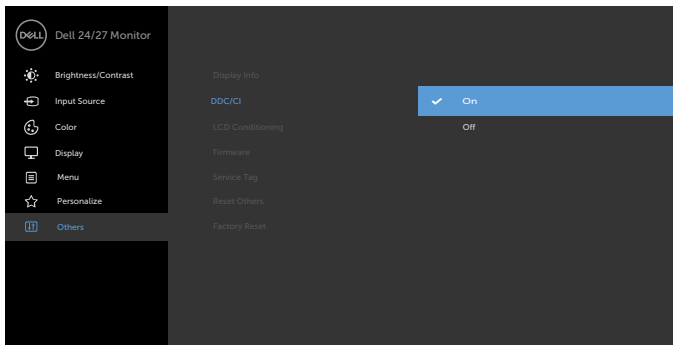 DELL Dell 24/27 Monitor
Brightness/Contrast
Input Source
Color
Display
Menu
Personalize
Others
Display Info
DDC/CI
LCD Conditioning
Firmware
Service Tag
Reset Others
Factory Reset
On
Off